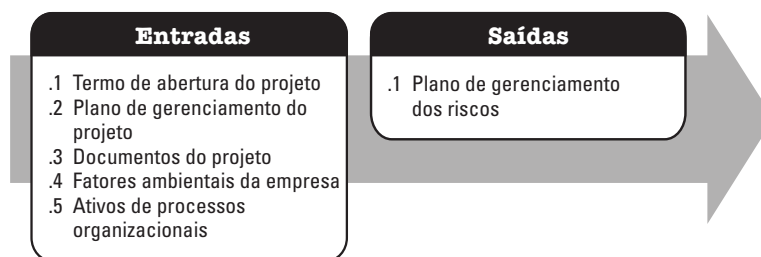 Entradas
.1 Termo de abertura do projeto
.2 Plano de gerenciamento do
projeto
.3 Documentos do projeto
.4 Fatores ambientais da empresa
.5 Ativos de processos
organizacionais
Saídas
.1 Plano de gerenciamento
dos riscos